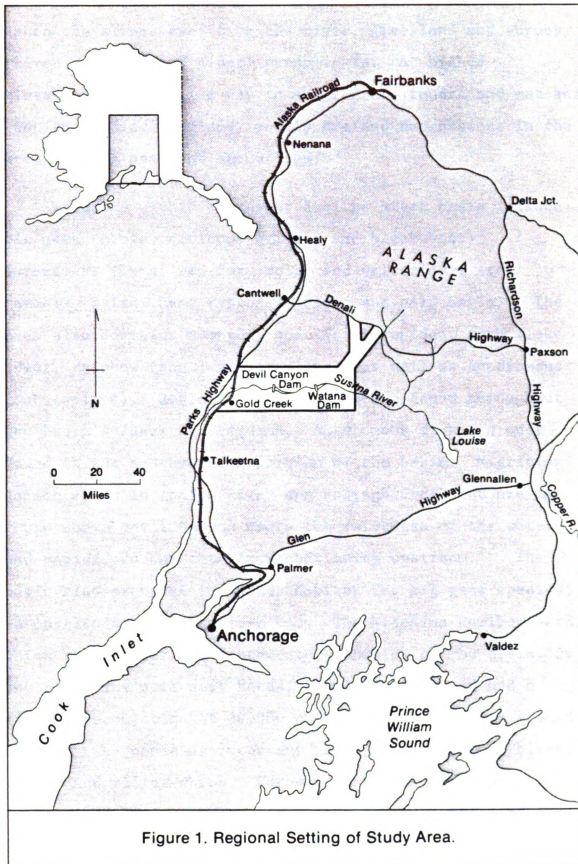 Fairbanks
Alaska Railroad
Nenana
Delta Jct.
Healy
ALASKA
RANGE
Richardson
Cantwell
Denali
Highway
Paxson
Parks Highway
Devil Canyon
Dam
Watana
Dam
Susitna River
Gold Creek
N
0 20 40
Miles
Highway
Lake
Louise
Talkeetna
Glennallen
Copper R.
Glen
Highway
Palmer
Anchorage
Valdez
Cook Inlet
Prince
William
Sound
Figure 1. Regional Setting of Study Area.